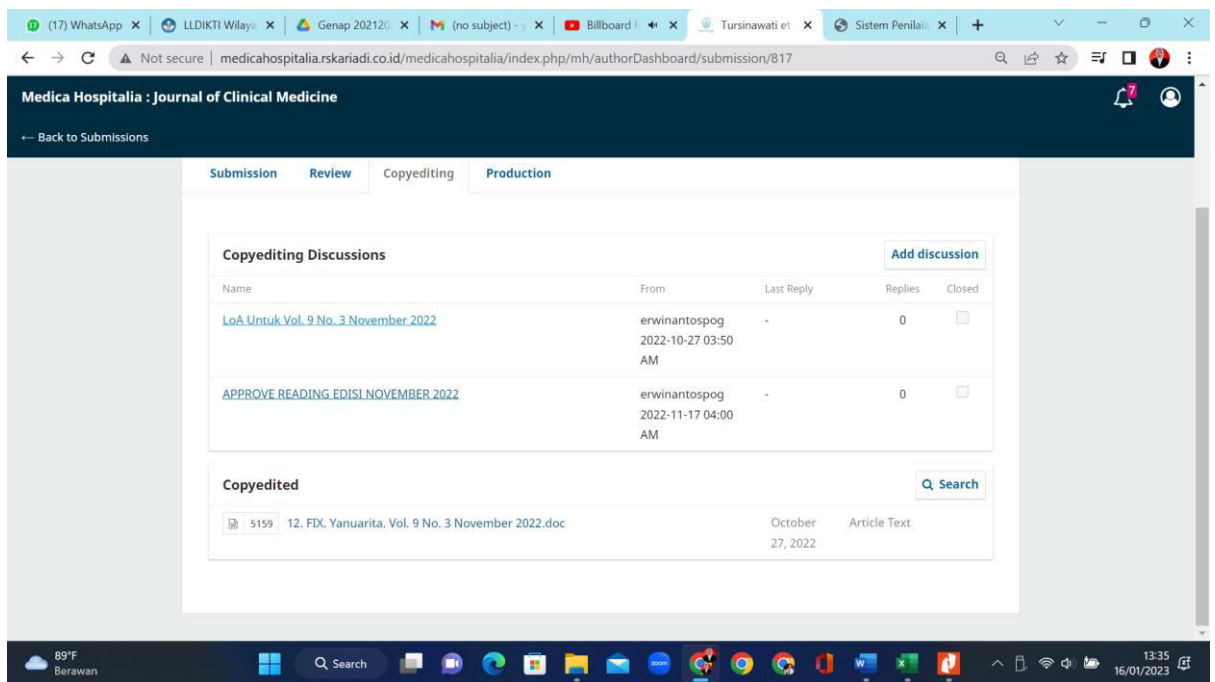 (17) WhatsApp
LLDIKTI Wilaya
Genap 202120
(no subject) - y
Billboard h
Tursinawati et
Sistem Penilaia
Not secure | medicahospitalia.rskariadi.co.id/medicahospitalia/index.php/mh/authorDashboard/submission/817
Medica Hospitalia : Journal of Clinical Medicine
7
← Back to Submissions
Submission Review Copyediting Production
Copyediting Discussions Add discussion
Name From Last Reply Replies Closed
LoA Untuk Vol. 9 No. 3 November 2022 erwinantospog - 0
2022-10-27 03:50
AM
APPROVE READING EDISI NOVEMBER 2022 erwinantospog - 0
2022-11-17 04:00
AM
Copyedited Search
5159 12. FIX. Yanuarita. Vol. 9 No. 3 November 2022.doc October Article Text
27, 2022
89°F
Berawan
Search
zoom
13:35
16/01/2023